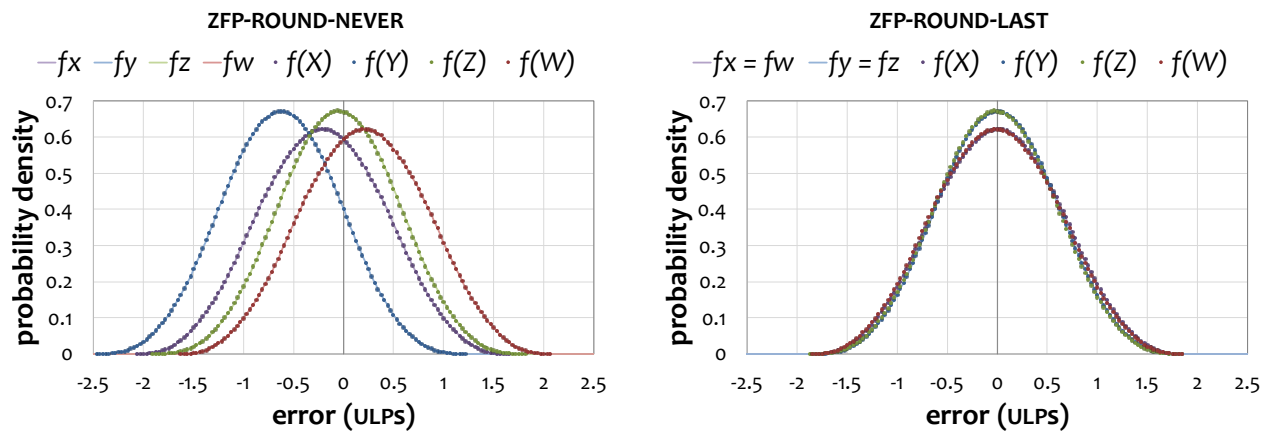 ZFP-ROUND-NEVER
fx fy fz fw f(X) f(Y) f(Z) f(W)
probability density
0.7
0.6
0.5
0.4
0.3
0.2
0.1
0
-2.5 -2 -1.5 -1 -0.5 0 0.5 1 1.5 2 2.5
error (ULPs)
ZFP-ROUND-LAST
fx = fw fy = fz f(X) f(Y) f(Z) f(W)
probability density
0.7
0.6
0.5
0.4
0.3
0.2
0.1
0
-2.5 -2 -1.5 -1 -0.5 0 0.5 1 1.5 2 2.5
error (ULPs)